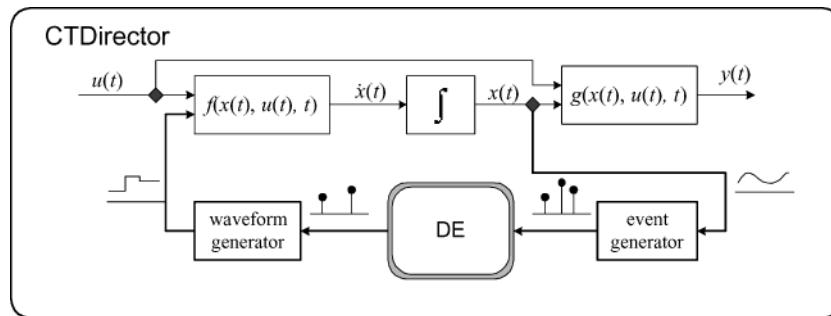 CTDirector
u(t)
f(x(t), u(t), t)
ẋ(t)
∫
x(t)
g(x(t), u(t), t)
y(t)
waveform
generator
DE
event
generator